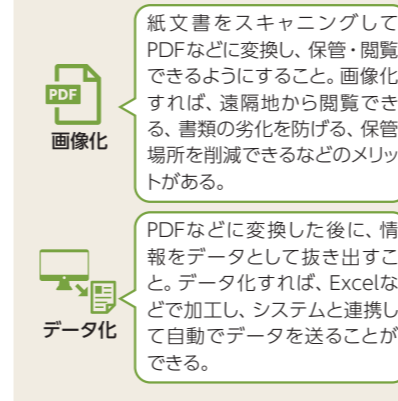 紙文書をスキャニングして
PDFなどに変換し、保管・閲覧
できるようにすること。画像化
すれば、遠隔地から閲覧でき
る、書類の劣化を防げる、保管
場所を削減できるなどのメリッ
トがある。
PDF
画像化
PDFなどに変換した後に、情
報をデータとして抜き出すこ
と。データ化すれば、Excelな
どで加工し、システムと連携し
て自動でデータを送ることが
できる。
データ化